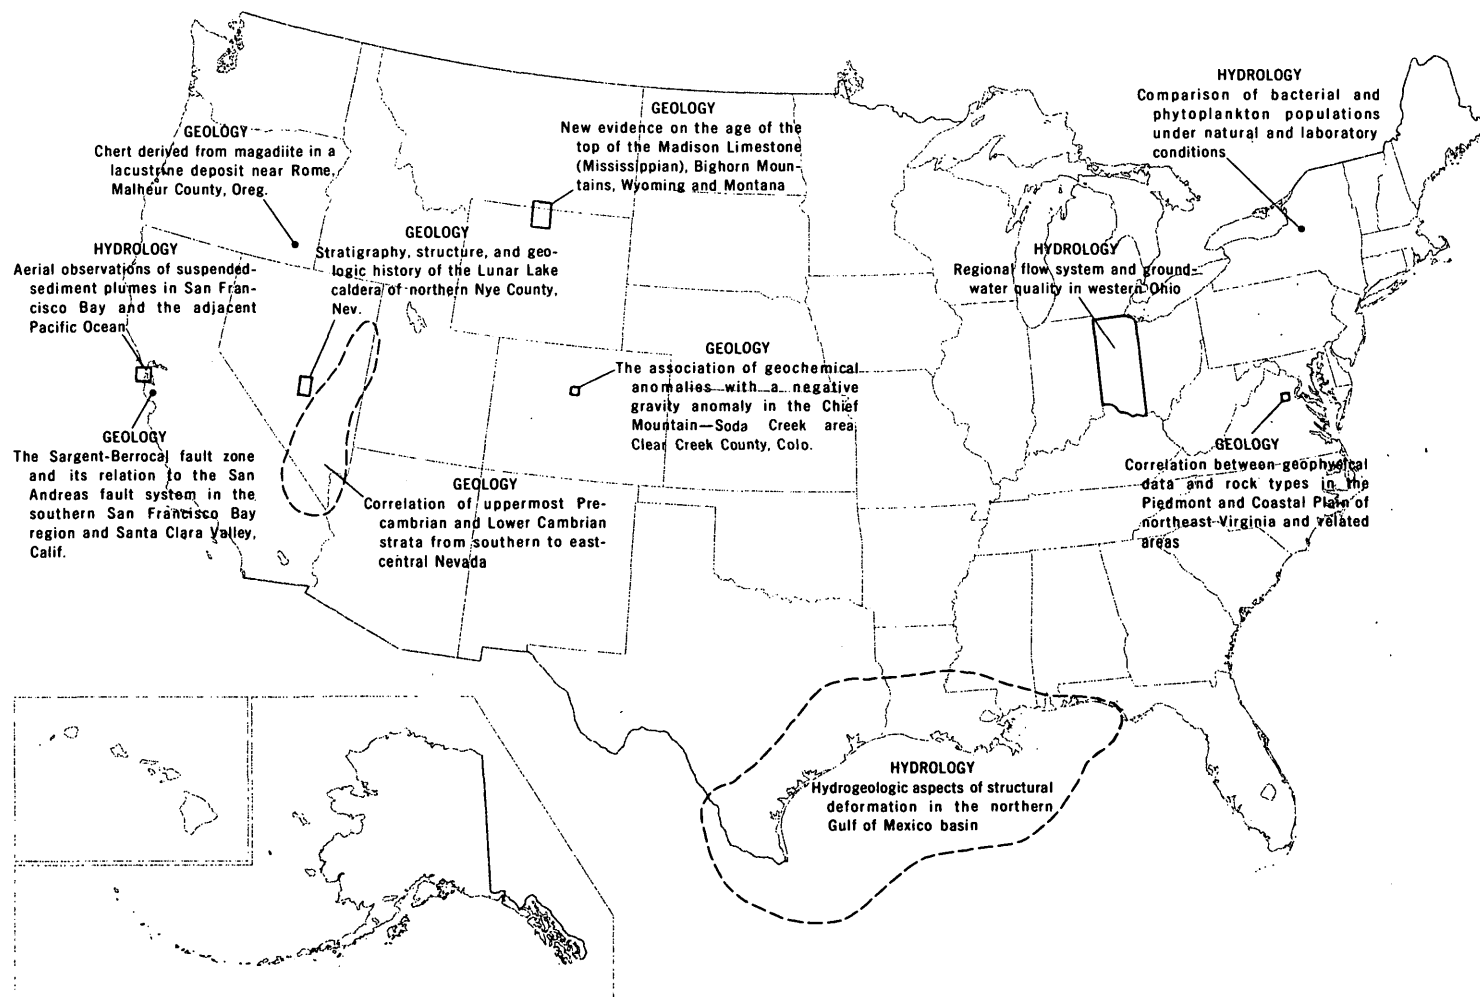 GEOLOGY
Chert derived from magadiite in a
lacustrine deposit near Rome,
Malheur County, Oreg.
HYDROLOGY
Aerial observations of suspended-
sediment plumes in San Fran-
cisco Bay and the adjacent
Pacific Ocean
GEOLOGY
The Sargent-Berrocal fault zone
and its relation to the San
Andreas fault system in the
southern San Francisco Bay
region and Santa Clara Valley,
Calif.
GEOLOGY
Stratigraphy, structure, and geo-
logic history of the Lunar Lake
caldera of northern Nye County,
Nev.
GEOLOGY
New evidence on the age of the
top of the Madison Limestone
(Mississippian), Bighorn Moun-
tains, Wyoming and Montana
GEOLOGY
Correlation of uppermost Pre-
cambrian and Lower Cambrian
strata from southern to east-
central Nevada
GEOLOGY
The association of geochemical
anomalies with a negative
gravity anomaly in the Chief
Mountain—Soda Creek area,
Clear Creek County, Colo.
HYDROLOGY
Comparison of bacterial and
phytoplankton populations
under natural and laboratory
conditions
HYDROLOGY
Regional flow system and ground-
water quality in western Ohio
GEOLOGY
Correlation between geophysical
data and rock types in the
Piedmont and Coastal Plain of
northeast Virginia and related
areas
HYDROLOGY
Hydrogeologic aspects of structural
deformation in the northern
Gulf of Mexico basin